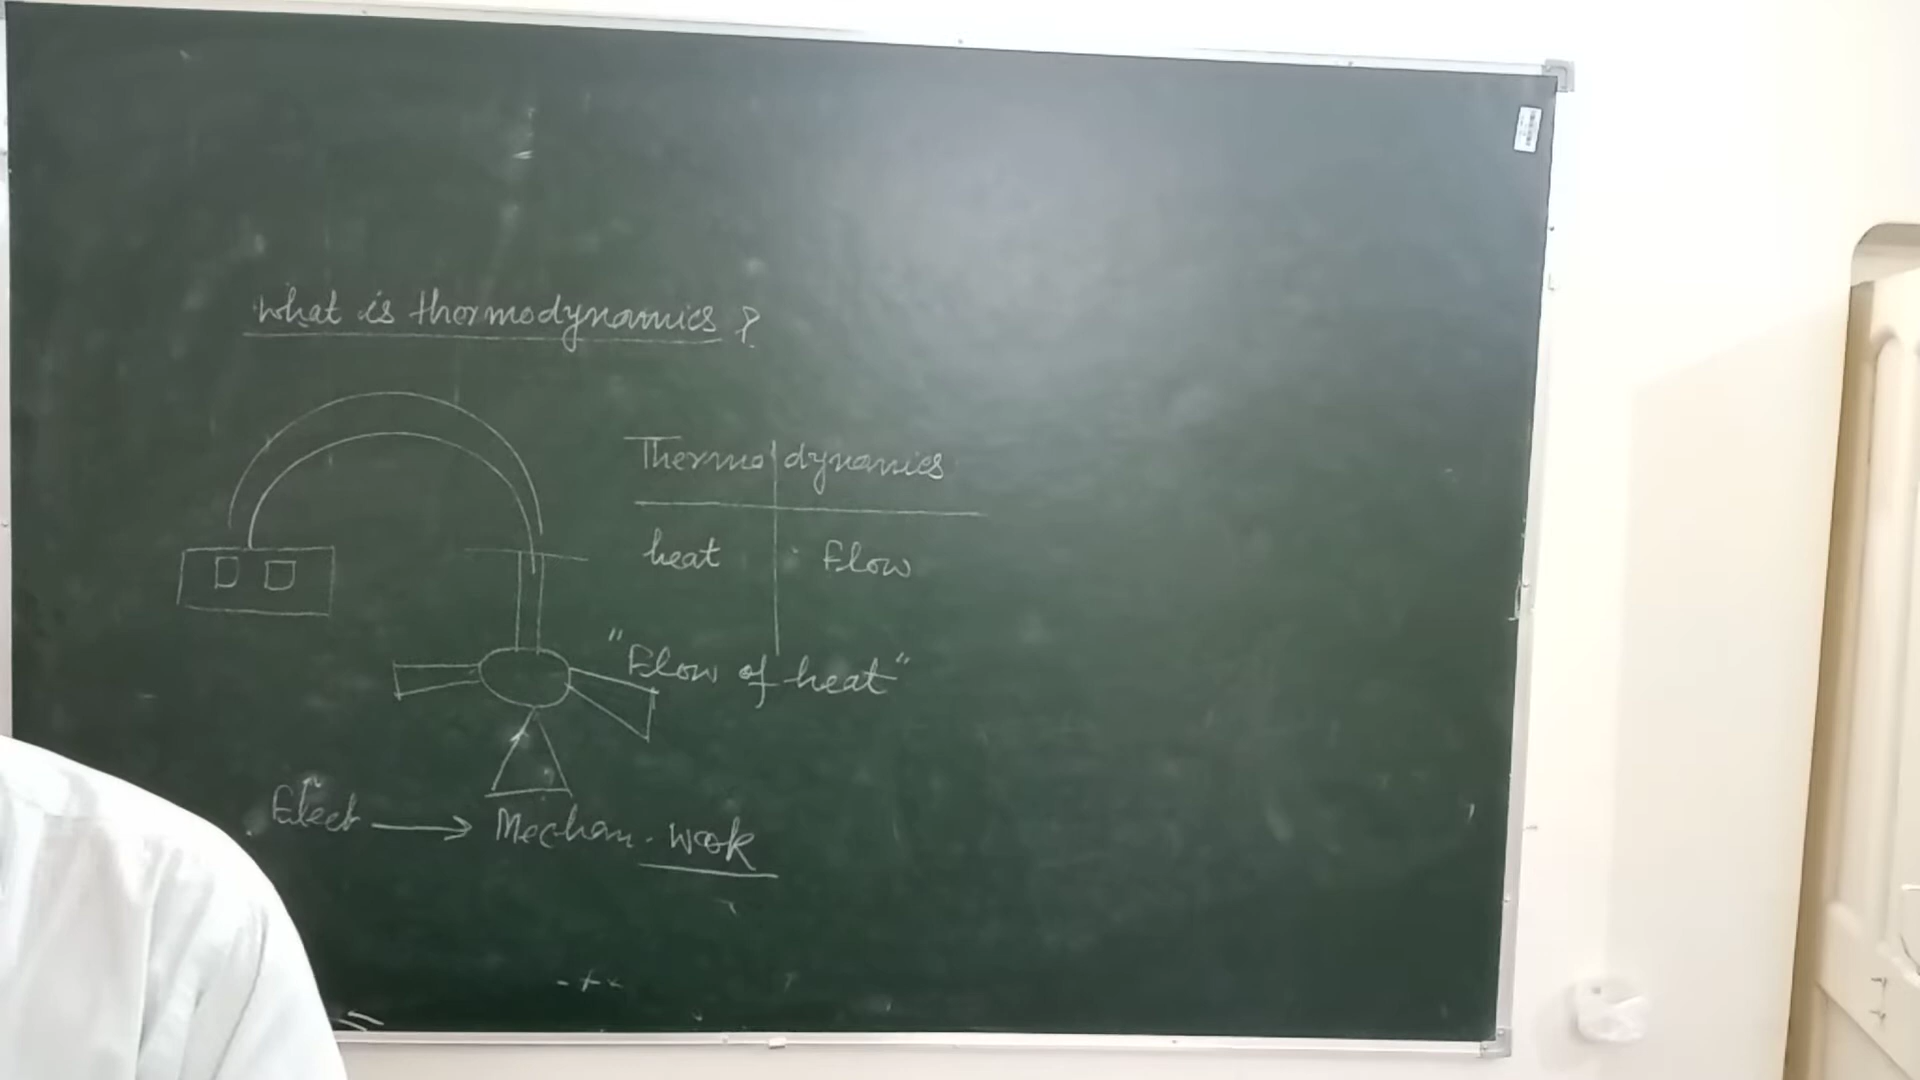 What is thermodynamics ?
Thermo dynamics
heat Flow
"Flow of heat"
Elect → Mechan. work